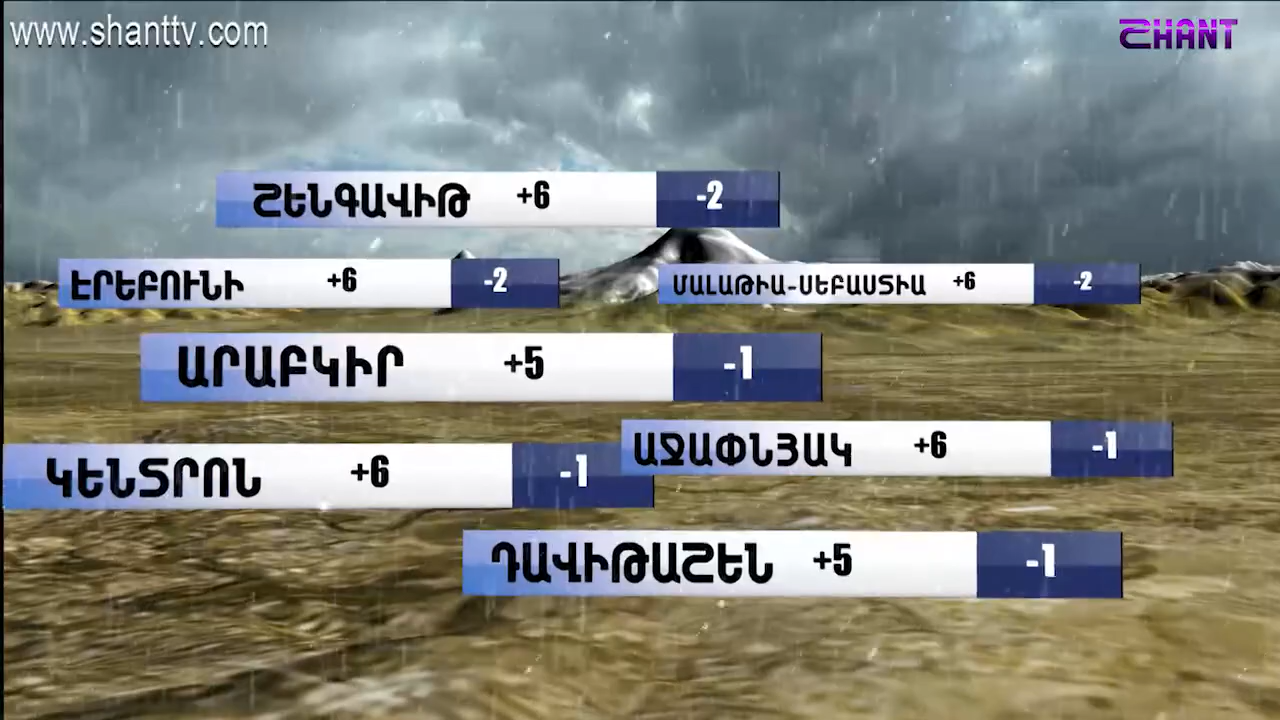 www.shanttv.com
SHANT
ՇԵՆԳԱՎԻԹ +6 -2
ԷՐԵԲՈՒՆԻ +6 -2
ՄԱԼԱԹԻԱ-ՍԵԲԱՍՏԻԱ +6 -2
ԱՐԱԲԿԻՐ +5 -1
ԿԵՆՏՐՈՆ +6 -1
ԱՋԱՓՆՅԱԿ +6 -1
ԴԱՎԻԹԱՇԵՆ +5 -1